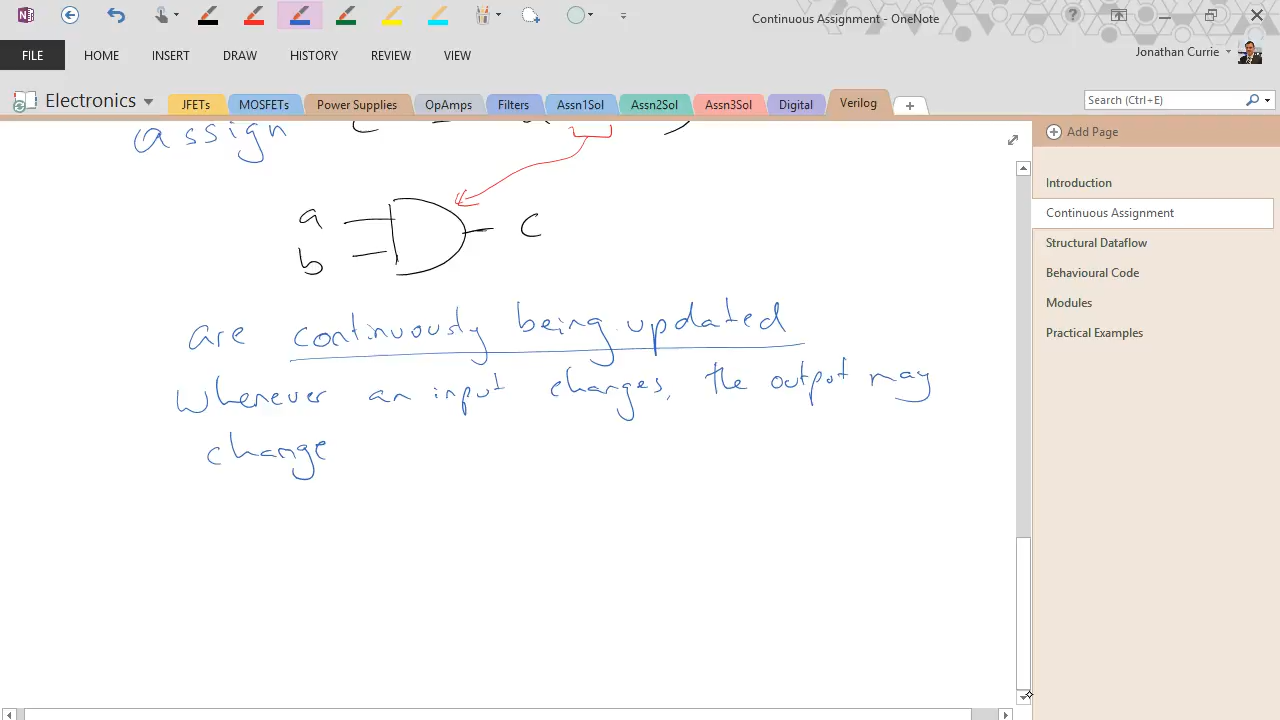 Continuous Assignment - OneNote
FILE HOME INSERT DRAW HISTORY REVIEW VIEW
Jonathan Currie
Electronics JFETs MOSFETs Power Supplies OpAmps Filters Assn1Sol Assn2Sol Assn3Sol Digital Verilog
Search (Ctrl+E)
Add Page
Introduction
Continuous Assignment
Structural Dataflow
Behavioural Code
Modules
Practical Examples
assign
a
b
c
are continuously being updated
whenever an input changes, the output may
change